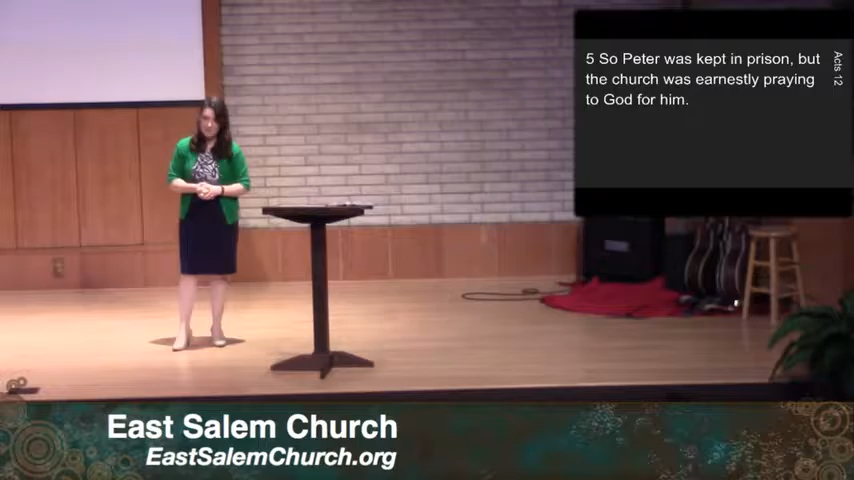 5 So Peter was kept in prison, but
the church was earnestly praying
to God for him.
Acts 12
East Salem Church
EastSalemChurch.org